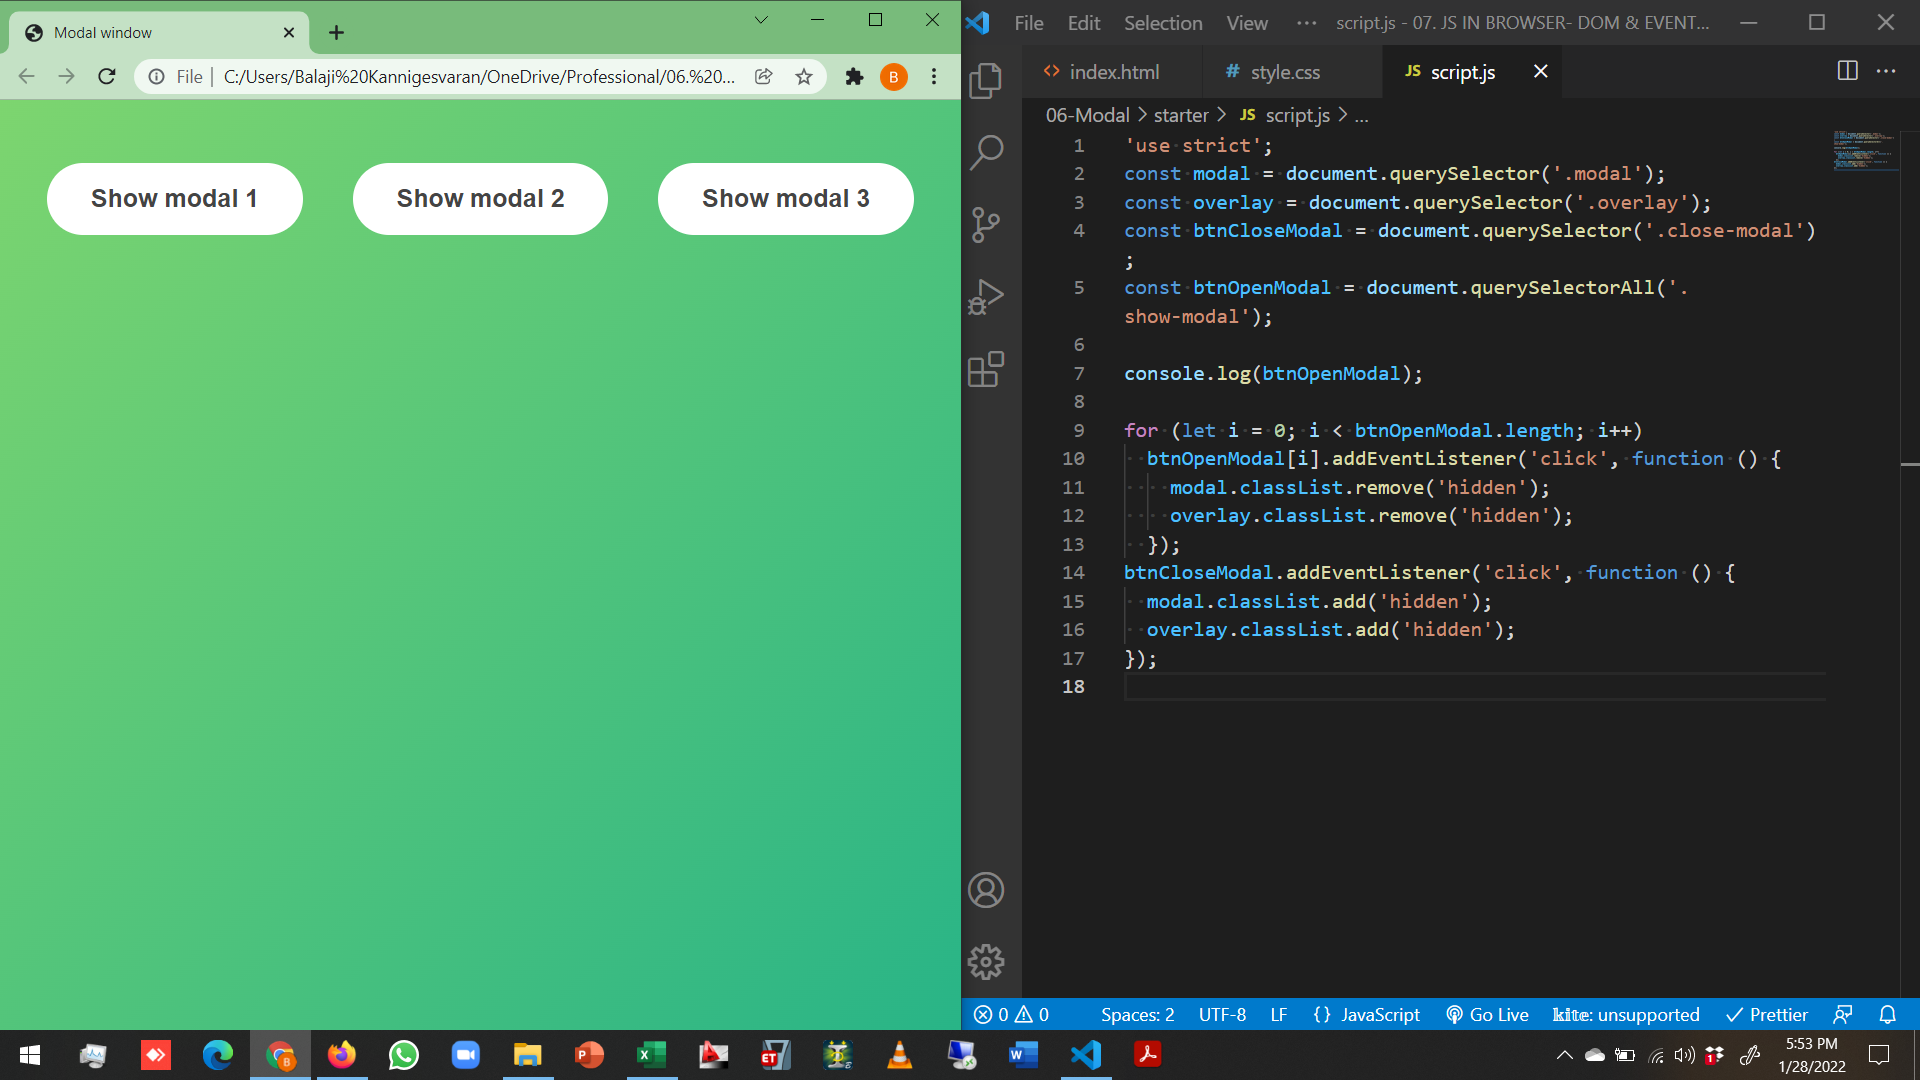 Modal window
File
C:/Users/Balaji%20Kannigesvaran/OneDrive/Professional/06.%20...
B
Show modal 1
Show modal 2
Show modal 3
File Edit Selection View ··· script.js - 07. JS IN BROWSER- DOM & EVENT...
<> index.html
# style.css
JS script.js
06-Modal > starter > JS script.js > ...
1 'use strict';
2 const modal = document.querySelector('.modal');
3 const overlay = document.querySelector('.overlay');
4 const btnCloseModal = document.querySelector('.close-modal')
;
5 const btnOpenModal = document.querySelectorAll('.
show-modal');
6
7 console.log(btnOpenModal);
8
9 for (let i = 0; i < btnOpenModal.length; i++)
10 btnOpenModal[i].addEventListener('click', function () {
11 modal.classList.remove('hidden');
12 overlay.classList.remove('hidden');
13 });
14 btnCloseModal.addEventListener('click', function () {
15 modal.classList.add('hidden');
16 overlay.classList.add('hidden');
17 });
18
0 0 Spaces: 2 UTF-8 LF {} JavaScript Go Live kite: unsupported Prettier
5:53 PM
1/28/2022